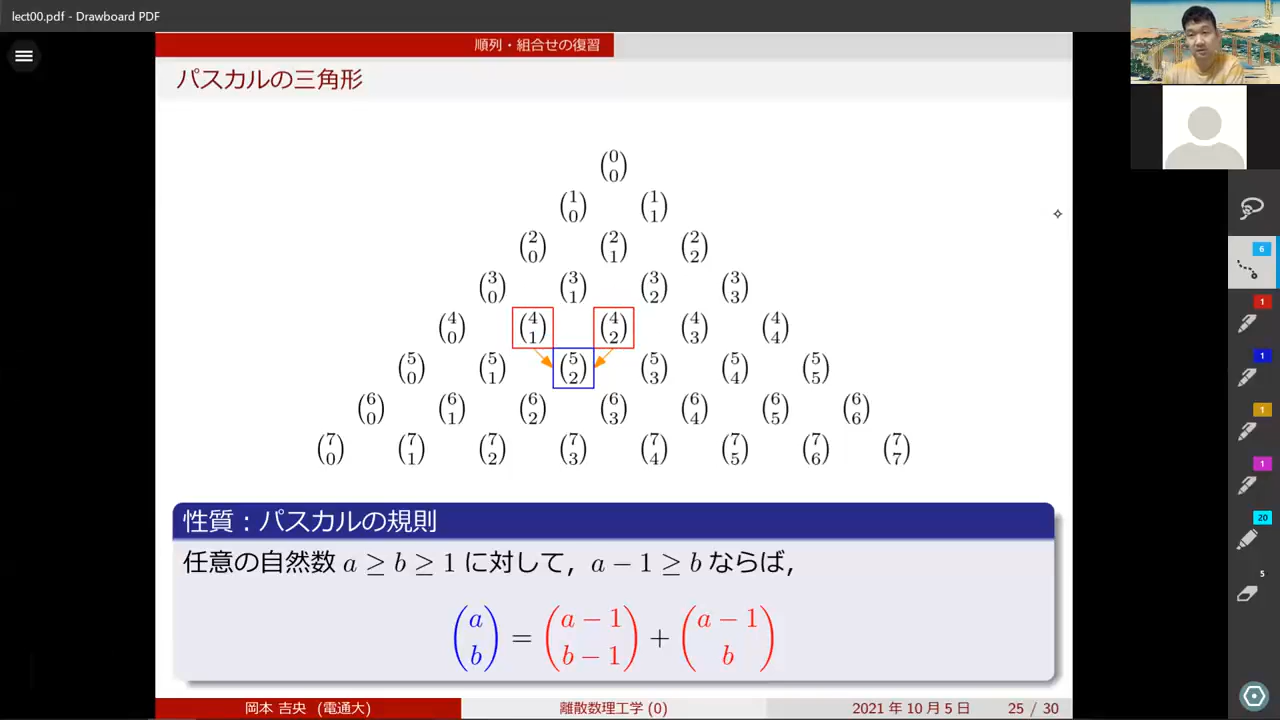 lect00.pdf - Drawboard PDF
順列・組合せの復習
パスカルの三角形
(0 0)
(1 0) (1 1)
(2 0) (2 1) (2 2)
(3 0) (3 1) (3 2) (3 3)
(4 0) (4 1) (4 2) (4 3) (4 4)
(5 0) (5 1) (5 2) (5 3) (5 4) (5 5)
(6 0) (6 1) (6 2) (6 3) (6 4) (6 5) (6 6)
(7 0) (7 1) (7 2) (7 3) (7 4) (7 5) (7 6) (7 7)
性質：パスカルの規則
任意の自然数 a ≥ b ≥ 1 に対して，a − 1 ≥ b ならば，
(a b) = (a − 1 b − 1) + (a − 1 b)
岡本 吉央 (電通大) 離散数理工学 (0) 2021 年 10 月 5 日 25 / 30
6
1
1
1
1
20
5